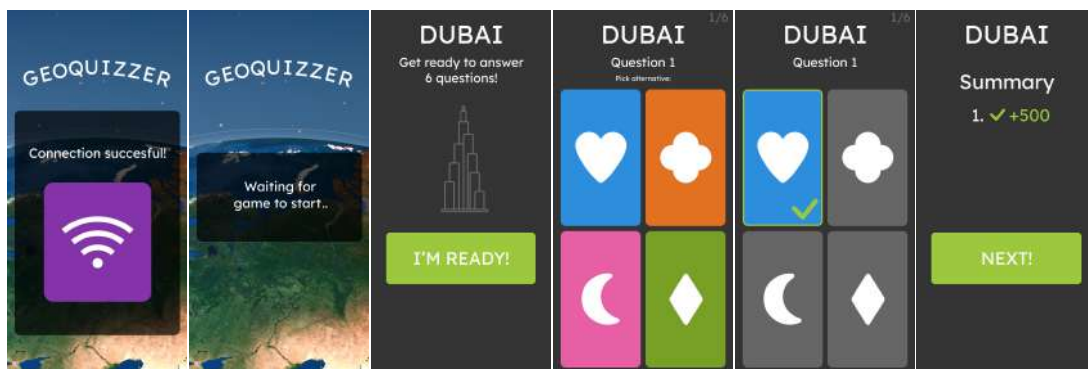 GEOQUIZZER
Connection succesful!
GEOQUIZZER
Waiting for
game to start..
DUBAI
Get ready to answer
6 questions!
I'M READY!
1/6
DUBAI
Question 1
Pick alternative:
1/6
DUBAI
Question 1
DUBAI
Summary
1. ✓ +500
NEXT!